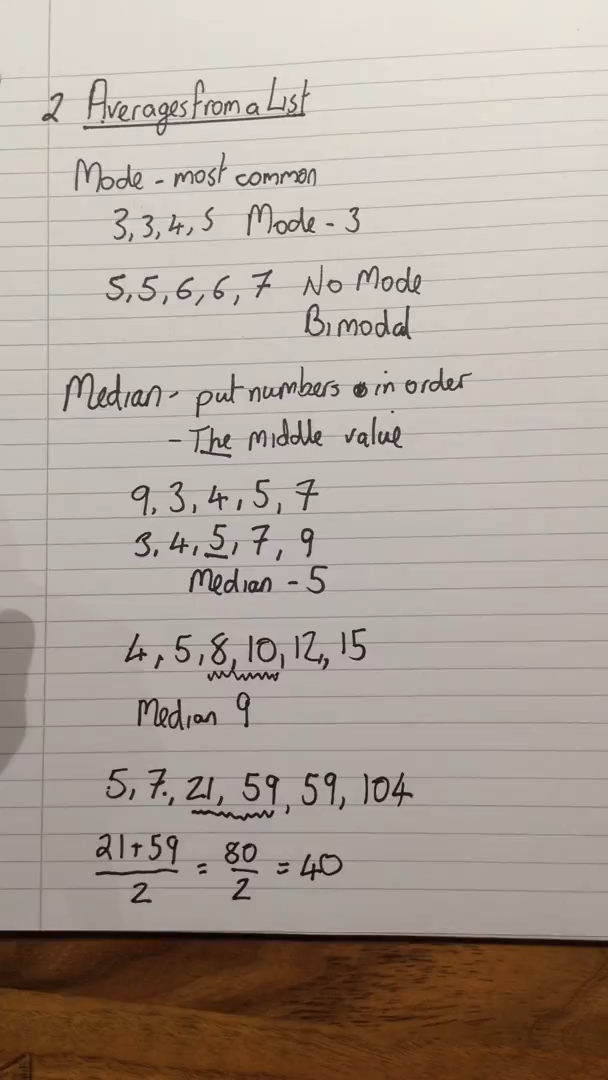 2 Averages from a List
Mode - most common
3, 3, 4, 5 Mode - 3
5, 5, 6, 6, 7 No Mode
Bimodal
Median - put numbers in order
- The middle value
9, 3, 4, 5, 7
3, 4, 5, 7, 9
Median - 5
4, 5, 8, 10, 12, 15
Median 9
5, 7, 21, 59, 59, 104
21+59/2 = 80/2 = 40